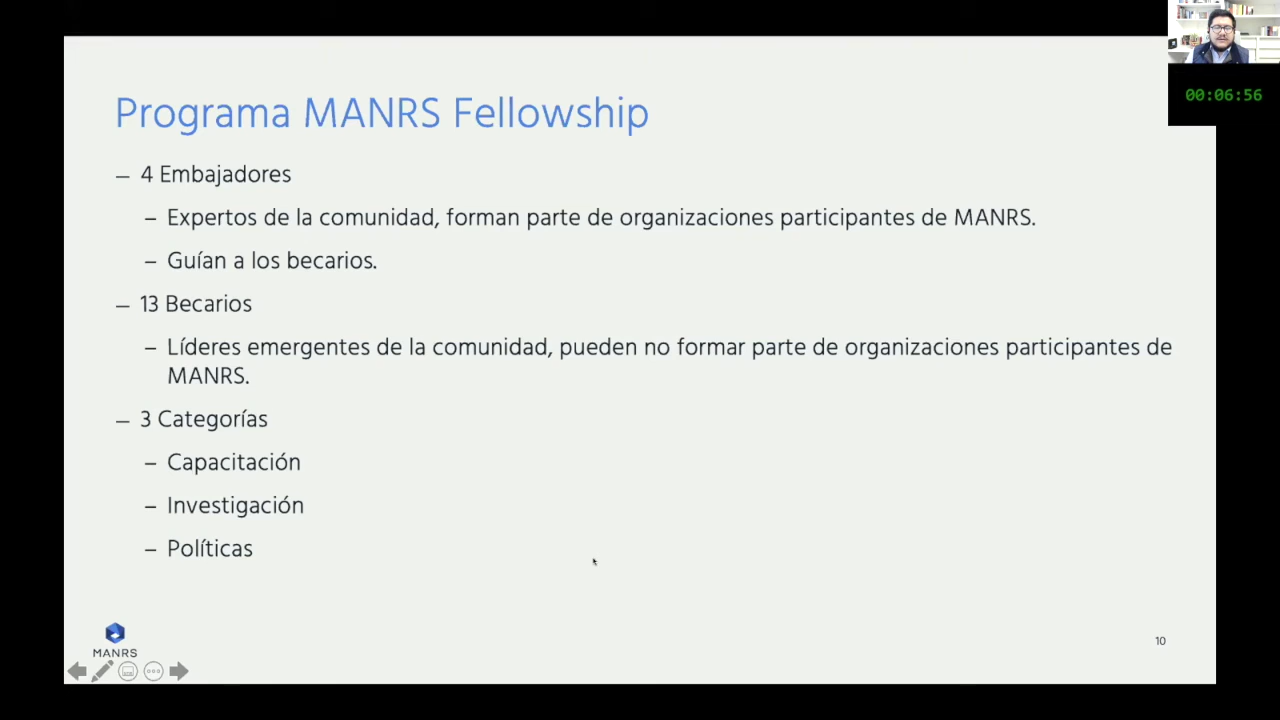 00:06:56
Programa MANRS Fellowship
– 4 Embajadores
– Expertos de la comunidad, forman parte de organizaciones participantes de MANRS.
– Guían a los becarios.
– 13 Becarios
– Líderes emergentes de la comunidad, pueden no formar parte de organizaciones participantes de
MANRS.
– 3 Categorías
– Capacitación
– Investigación
– Políticas
MANRS
10